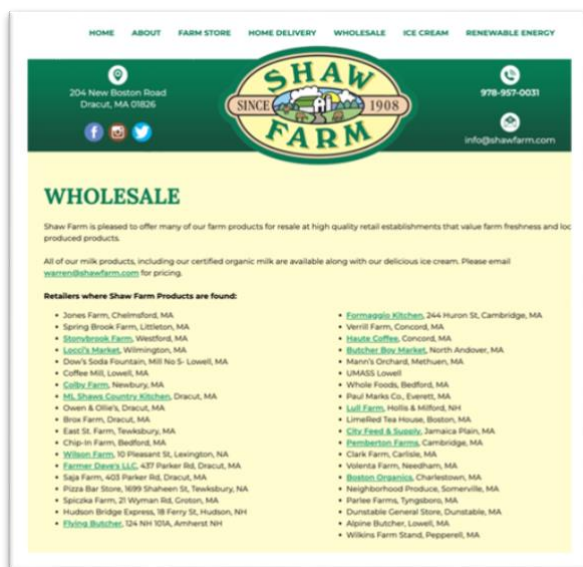 HOME ABOUT FARM STORE HOME DELIVERY WHOLESALE ICE CREAM RENEWABLE ENERGY
204 New Boston Road
Dracut, MA 01826
SHAW
SINCE 1908
FARM
978-957-0031
info@shawfarm.com
WHOLESALE
Shaw Farm is pleased to offer many of our farm products for resale at high quality retail establishments that value farm freshness and loc
produced products.
All of our milk products, including our certified organic milk are available along with our delicious ice cream. Please email
warren@shawfarm.com for pricing.
Retailers where Shaw Farm Products are found:
Jones Farm, Chelmsford, MA
Spring Brook Farm, Littleton, MA
Stonybrook Farm, Westford, MA
Locci's Market, Wilmington, MA
Dow's Soda Fountain, Mill No 5- Lowell, MA
Coffee Mill, Lowell, MA
Colby Farm, Newbury, MA
ML Shaws Country Kitchen, Dracut, MA
Owen & Ollie's, Dracut, MA
Brox Farm, Dracut, MA
East St. Farm, Tewksbury, MA
Chip-In Farm, Bedford, MA
Wilson Farm, 10 Pleasant St, Lexington, NA
Farmer Dave's LLC, 437 Parker Rd, Dracut, MA
Saja Farm, 403 Parker Rd, Dracut, MA
Pizza Bar Store, 1699 Shaheen St, Tewksbury, NA
Spiczka Farm, 21 Wyman Rd, Groton, MA
Hudson Bridge Express, 18 Ferry St, Hudson, NH
Flying Butcher, 124 NH 101A, Amherst NH
Formaggio Kitchen, 244 Huron St, Cambridge, MA
Verrill Farm, Concord, MA
Haute Coffee, Concord, MA
Butcher Boy Market, North Andover, MA
Mann's Orchard, Methuen, MA
UMASS Lowell
Whole Foods, Bedford, MA
Paul Marks Co., Everett, MA
Lull Farm, Hollis & Milford, NH
LimeRed Tea House, Boston, MA
City Feed & Supply, Jamaica Plain, MA
Pemberton Farms, Cambridge, MA
Clark Farm, Carlisle, MA
Volenta Farm, Needham, MA
Boston Organics, Charlestown, MA
Neighborhood Produce, Somerville, MA
Parlee Farms, Tyngsboro, MA
Dunstable General Store, Dunstable, MA
Alpine Butcher, Lowell, MA
Wilkins Farm Stand, Pepperell, MA